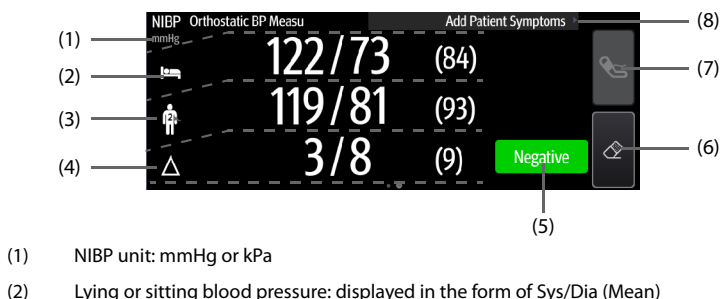 NIBP Orthostatic BP Measu Add Patient Symptoms (8)
(1) mmHg
122/73 (84)
(2) (7)
119/81 (93)
(3) 2
(6)
3/8 (9) Negative
(4) Δ
(5)
(1) NIBP unit: mmHg or kPa
(2) Lying or sitting blood pressure: displayed in the form of Sys/Dia (Mean)